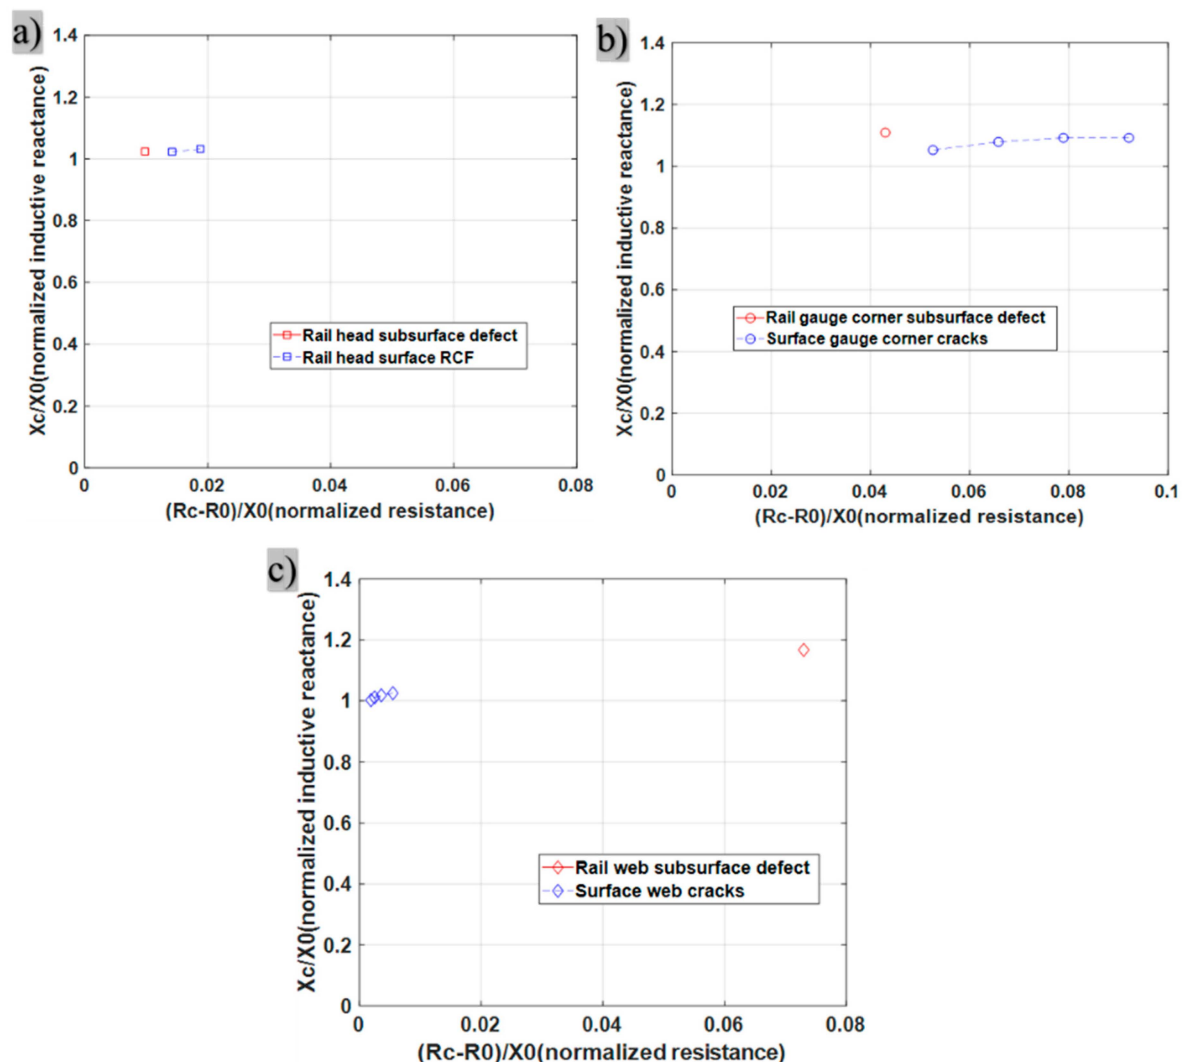 a)
1.4
1.2
1
0.8
0.6
0.4
0.2
0
Xc/X0(normalized inductive reactance)
Rail head subsurface defect
Rail head surface RCF
0 0.02 0.04 0.06 0.08
(Rc-R0)/X0(normalized resistance)
b)
1.4
1.2
1
0.8
0.6
0.4
0.2
0
Xc/X0(normalized inductive reactance)
Rail gauge corner subsurface defect
Surface gauge corner cracks
0 0.02 0.04 0.06 0.08 0.1
(Rc-R0)/X0(normalized resistance)
c)
1.4
1.2
1
0.8
0.6
0.4
0.2
0
Xc/X0(normalized inductive reactance)
Rail web subsurface defect
Surface web cracks
0 0.02 0.04 0.06 0.08
(Rc-R0)/X0(normalized resistance)